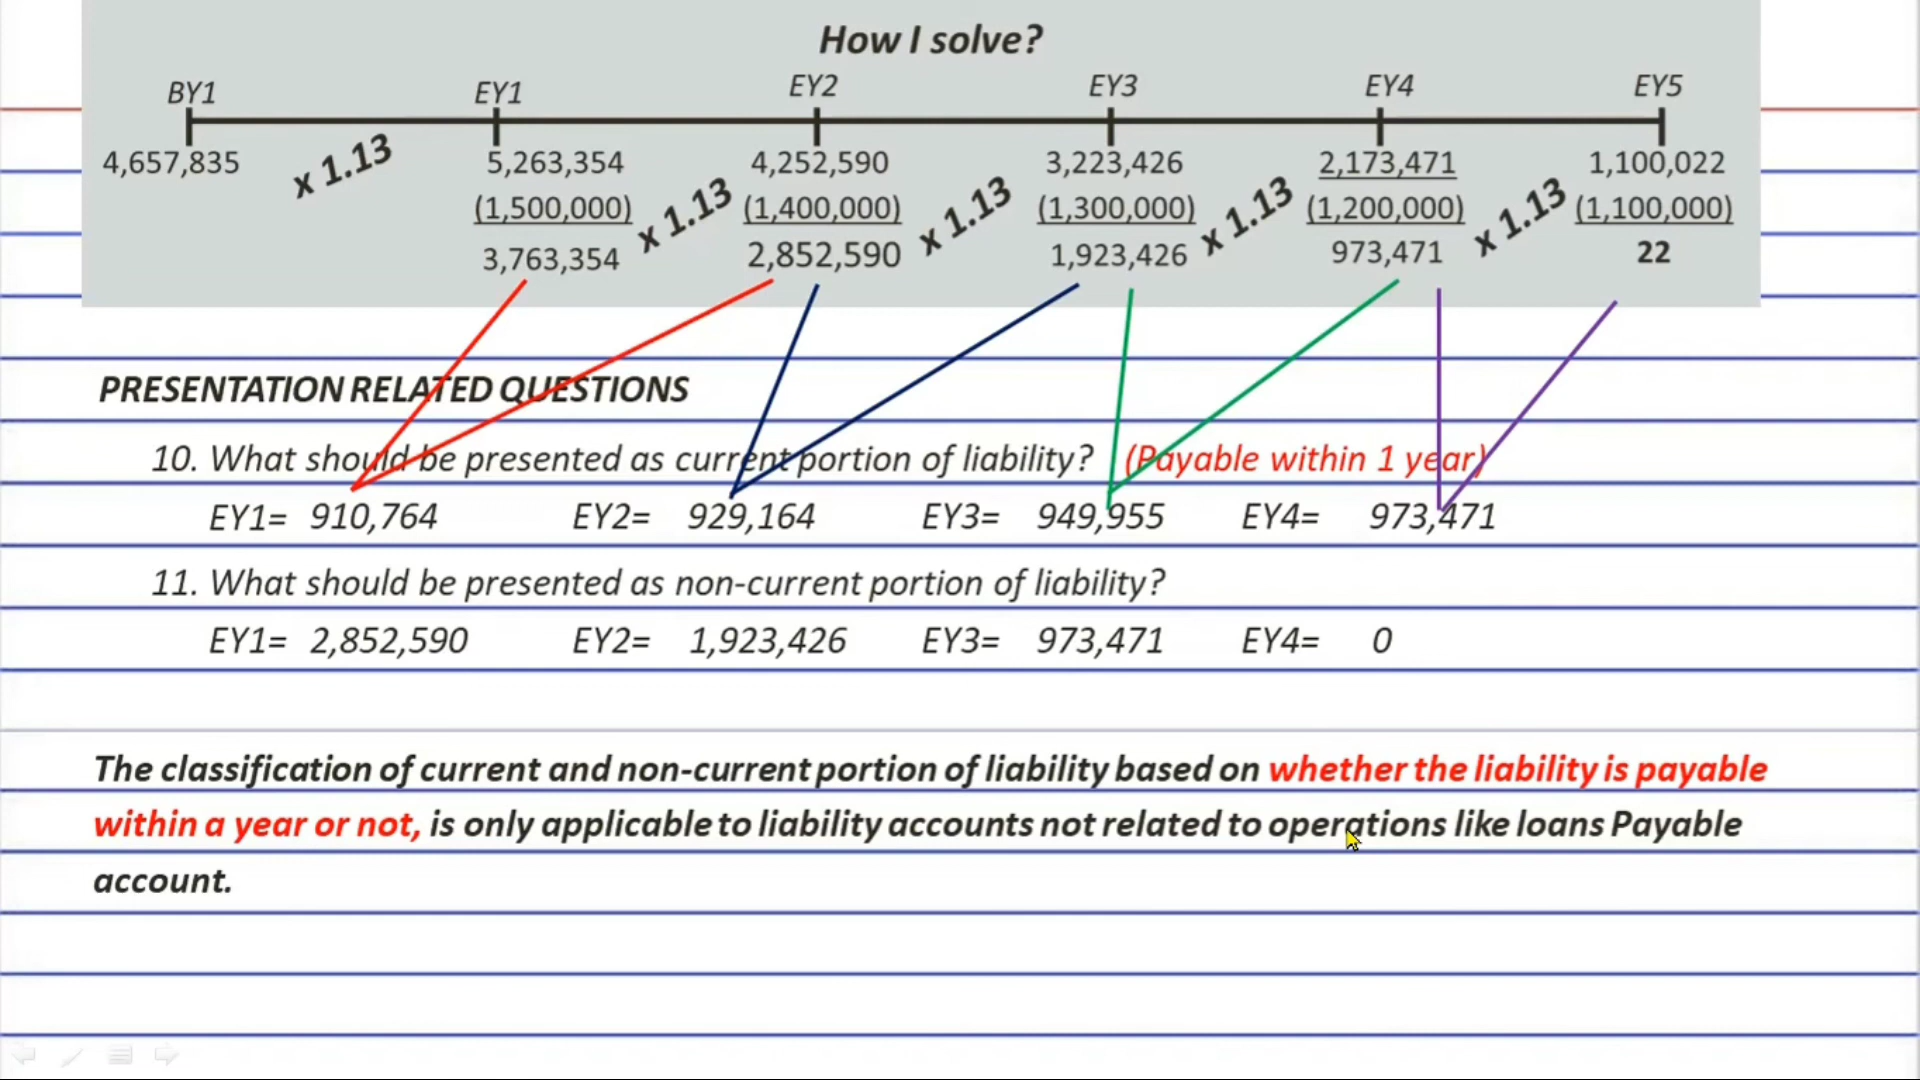 How I solve?
BY1 EY1 EY2 EY3 EY4 EY5
4,657,835 x 1.13 5,263,354 4,252,590 3,223,426 2,173,471 1,100,022
(1,500,000) x 1.13 (1,400,000) x 1.13 (1,300,000) x 1.13 (1,200,000) x 1.13 (1,100,000)
3,763,354 2,852,590 1,923,426 973,471 22
PRESENTATION RELATED QUESTIONS
10. What should be presented as current portion of liability? (Payable within 1 year)
EY1= 910,764 EY2= 929,164 EY3= 949,955 EY4= 973,471
11. What should be presented as non-current portion of liability?
EY1= 2,852,590 EY2= 1,923,426 EY3= 973,471 EY4= 0
The classification of current and non-current portion of liability based on whether the liability is payable
within a year or not, is only applicable to liability accounts not related to operations like loans Payable
account.